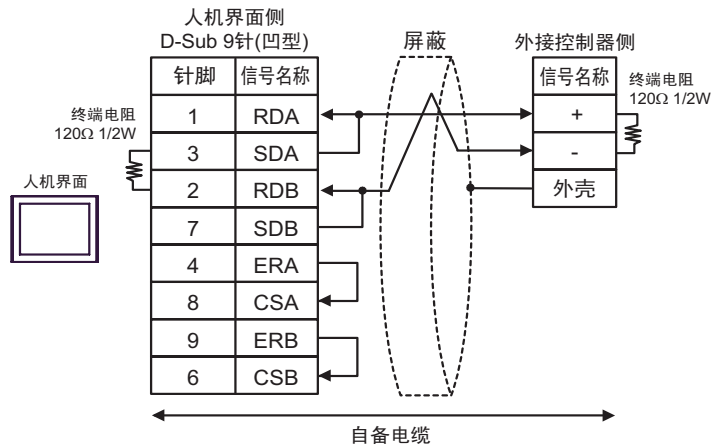 人机界面侧
D-Sub 9针(凹型)
屏蔽
外接控制器侧
针脚 信号名称
信号名称
终端电阻
120Ω 1/2W
终端电阻
120Ω 1/2W
1 RDA
+
3 SDA
-
人机界面
2 RDB
外壳
7 SDB
4 ERA
8 CSA
9 ERB
6 CSB
自备电缆